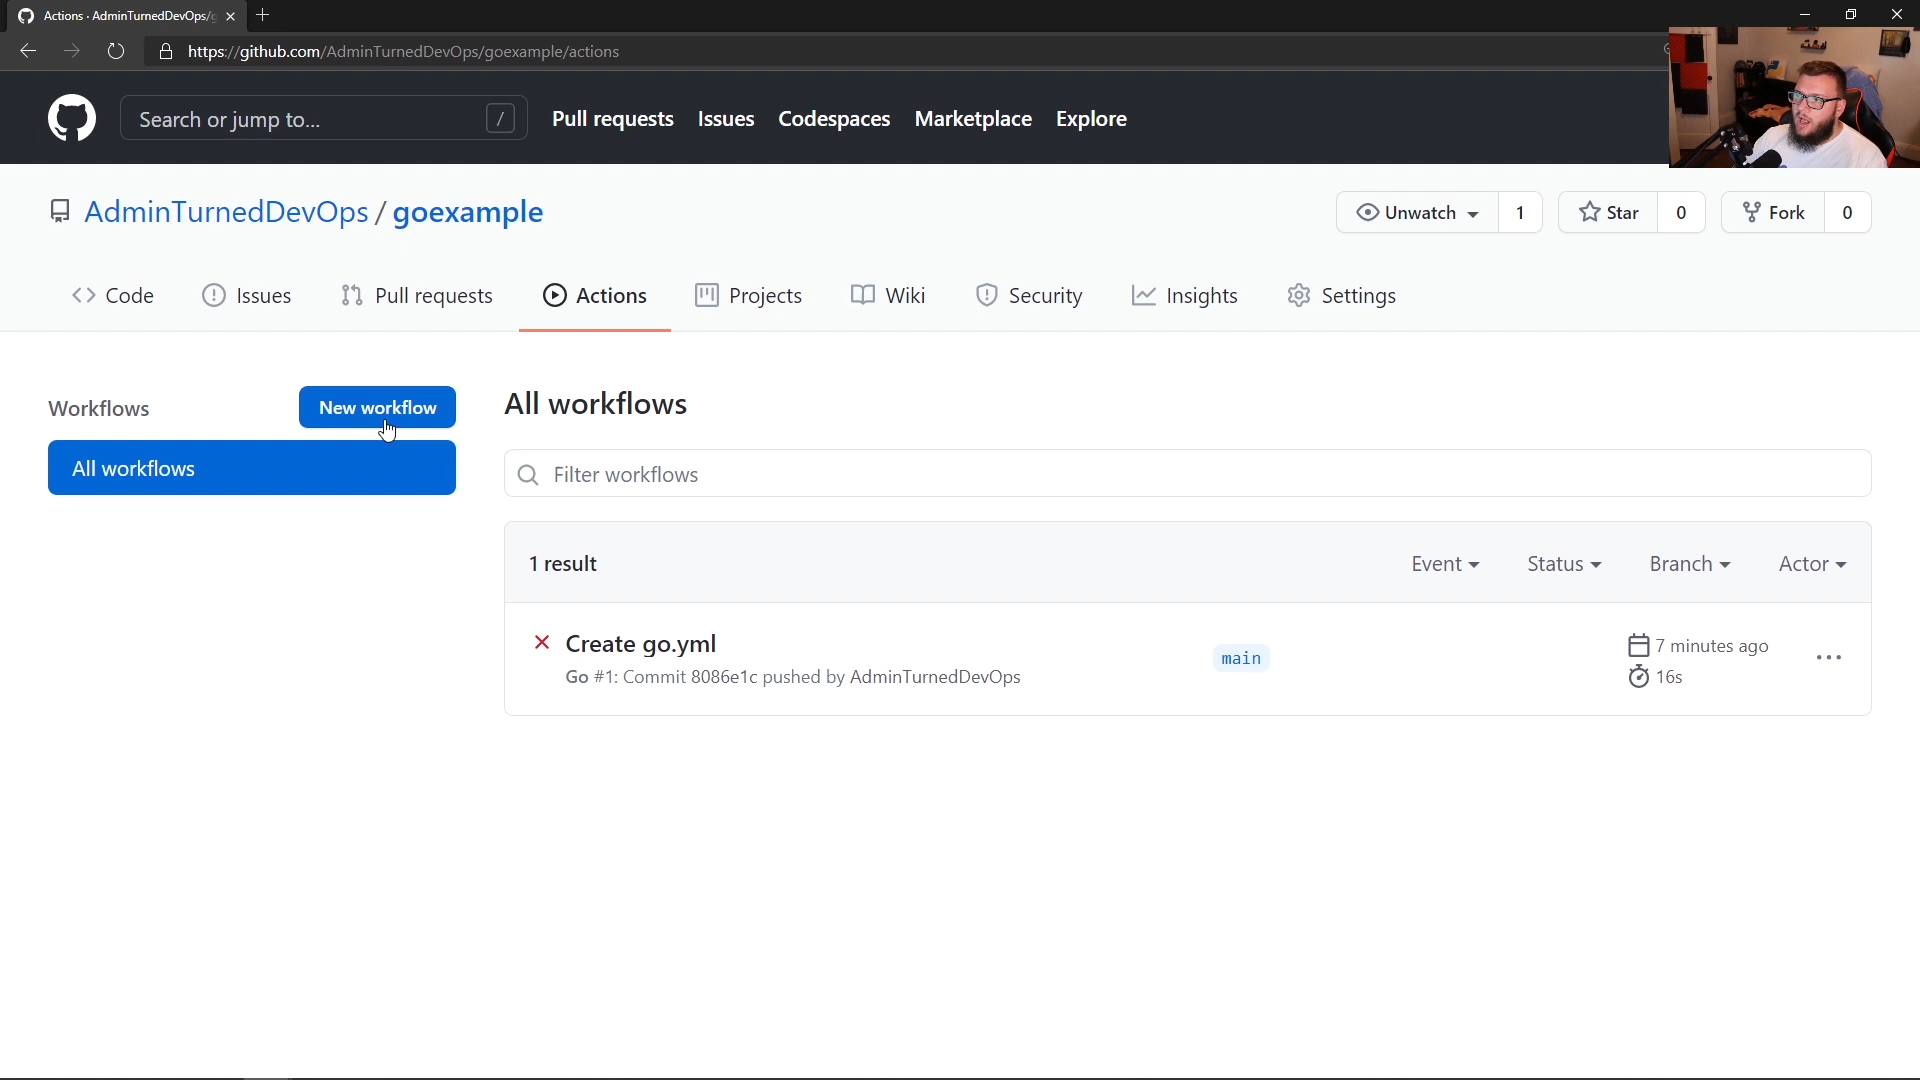 Actions · AdminTurnedDevOps/g
https://github.com/AdminTurnedDevOps/goexample/actions
Search or jump to...
/
Pull requests
Issues
Codespaces
Marketplace
Explore
AdminTurnedDevOps / goexample
Unwatch
1
Star
0
Fork
0
Code
Issues
Pull requests
Actions
Projects
Wiki
Security
Insights
Settings
Workflows
New workflow
All workflows
All workflows
Filter workflows
1 result
Event
Status
Branch
Actor
Create go.yml
Go #1: Commit 8086e1c pushed by AdminTurnedDevOps
main
7 minutes ago
16s